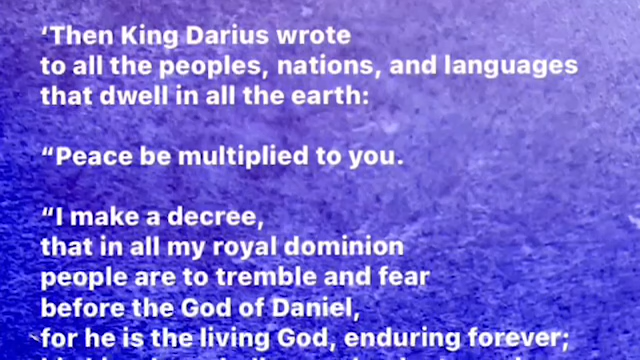 ‘Then King Darius wrote
to all the peoples, nations, and languages
that dwell in all the earth:
“Peace be multiplied to you.
“I make a decree,
that in all my royal dominion
people are to tremble and fear
before the God of Daniel,
for he is the living God, enduring forever;